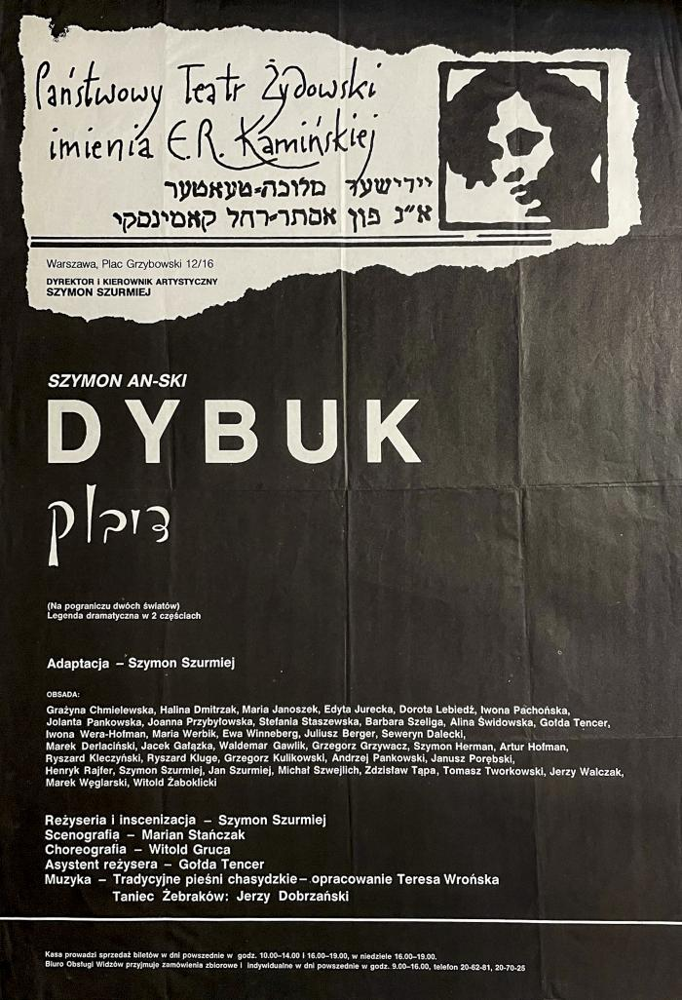 Państwowy Teatr Żydowski
imienia E.R. Kamińskiej
יידישער מלוכה-טעאטער
א״נ פון אסתר-רחל קאמינסקי
Warszawa, Plac Grzybowski 12/16
DYREKTOR i KIEROWNIK ARTYSTYCZNY
SZYMON SZURMIEJ
SZYMON AN-SKI
DYBUK
דיבוק
(Na pograniczu dwóch światów)
Legenda dramatyczna w 2 częściach
Adaptacja – Szymon Szurmiej
OBSADA:
Grażyna Chmielewska, Halina Dmitrzak, Maria Janoszek, Edyta Jurecka, Dorota Lebiedź, Iwona Pachońska,
Jolanta Pankowska, Joanna Przybyłowska, Stefania Staszewska, Barbara Szeliga, Alina Świdowska, Gołda Tencer,
Iwona Wera-Hofman, Maria Werbik, Ewa Winneberg, Juliusz Berger, Seweryn Dalecki,
Marek Derlaciński, Jacek Gałązka, Waldemar Gawlik, Grzegorz Grzywacz, Szymon Herman, Artur Hofman,
Ryszard Kleczyński, Ryszard Kluge, Grzegorz Kulikowski, Andrzej Pankowski, Janusz Porębski,
Henryk Rajfer, Szymon Szurmiej, Jan Szurmiej, Michał Szwejlich, Zdzisław Tąpa, Tomasz Tworkowski, Jerzy Walczak,
Marek Węglarski, Witold Żaboklicki
Reżyseria i inscenizacja – Szymon Szurmiej
Scenografia – Marian Stańczak
Choreografia – Witold Gruca
Asystent reżysera – Gołda Tencer
Muzyka – Tradycyjne pieśni chasydzkie – opracowanie Teresa Wrońska
Taniec Żebraków: Jerzy Dobrzański
Kasa prowadzi sprzedaż biletów w dni powszednie w godz. 10.00–14.00 i 16.00–19.00, w niedziele 16.00–19.00.
Biuro Obsługi Widzów przyjmuje zamówienia zbiorowe i indywidualne w dni powszednie w godz. 9.00–16.00, telefon 20-62-81, 20-70-25